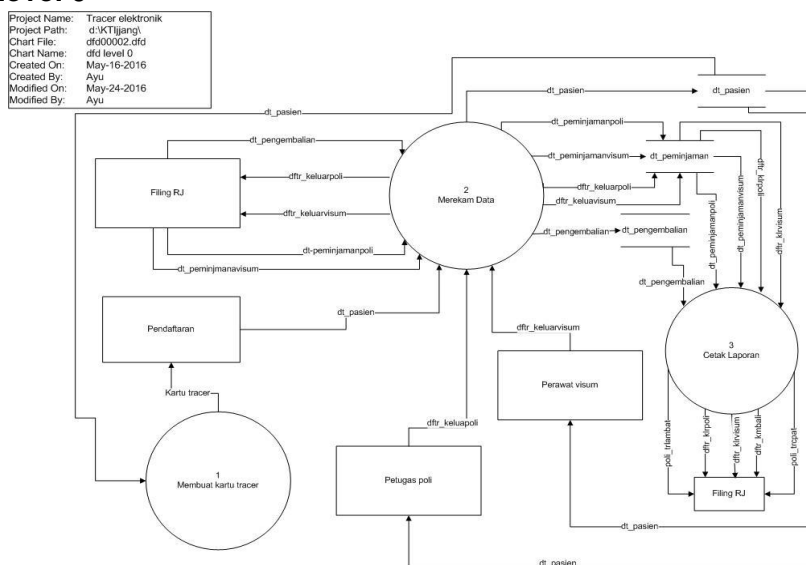 Project Name: Tracer elektronik
Project Path: d:\KTIjjang\
Chart File: dfd00002.dfd
Chart Name: dfd level 0
Created On: May-16-2016
Created By: Ayu
Modified On: May-24-2016
Modified By: Ayu
dt_pasien
dt_pasien
dt_pasien
dt_pengembalian
dt_peminjamanpoli
dt_peminjamanvisum
dt_peminjaman
dftr_klrpoli
Filing RJ
dftr_keluarpoli
2
Merekam Data
dftr_keluarpoli
dftr_keluavisum
dftr_keluarvisum
dt_peminjamanpoli
dftr_klrvisum
dt_pengembalian
dt_pengembalian
dt_peminjamanvisum
dt-peminjamanpoli
dt_peminmanavisum
dt_pengembalian
Pendaftaran
dt_pasien
dftr_keluarvisum
3
Cetak Laporan
Perawat visum
Kartu tracer
dftr_keluapoli
poli_trlambat
dftr_klrpoli
dftr_klrvisum
dftr_kmbali
poli_trcpat
1
Membuat kartu tracer
Petugas poli
Filing RJ
dt_pasien
dt_pasien